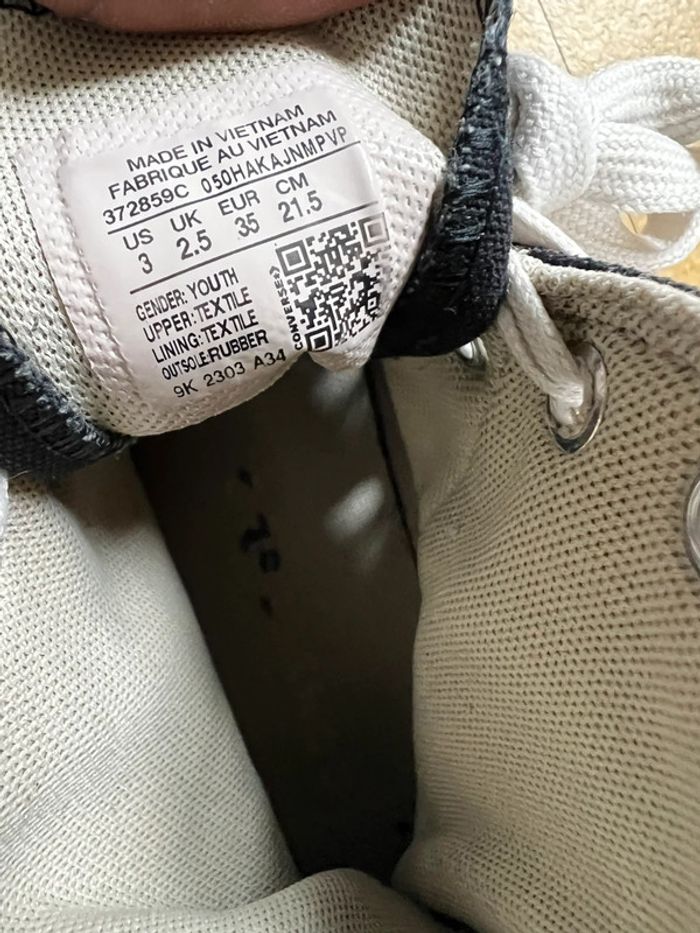 MADE IN VIETNAM
FABRIQUE AU VIETNAM
372859C 050HAKAJNMPVP
US UK EUR CM
3 2.5 35 21.5
GENDER: YOUTH
UPPER: TEXTILE
LINING: TEXTILE
OUTSOLE:RUBBER
9K 2303 A34